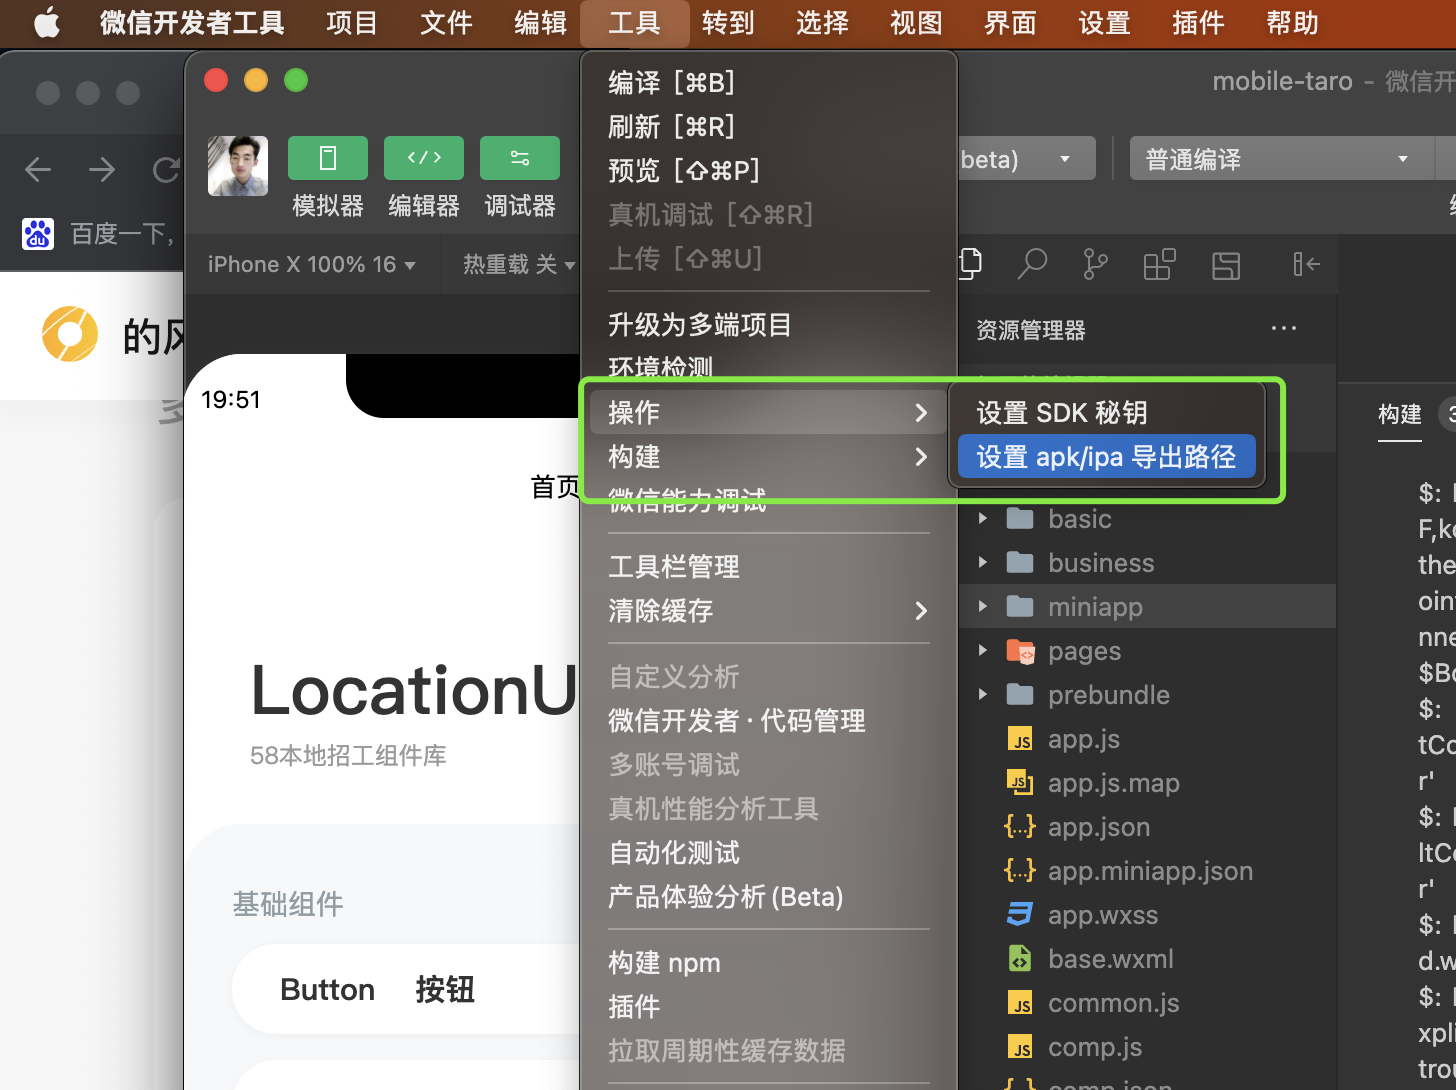 微信开发者工具 项目 文件 编辑 工具 转到 选择 视图 界面 设置 插件 帮助
mobile-taro - 微信开
模拟器 编辑器 调试器
beta) 普通编译
百度一下,
iPhone X 100% 16 热重载 关
的风
19:51
首页
LocationU
58本地招工组件库
基础组件
Button 按钮
编译 [⌘B]
刷新 [⌘R]
预览 [⇧⌘P]
真机调试 [⇧⌘R]
上传 [⇧⌘U]
升级为多端项目
环境检测
操作
构建
微信能力调试
工具栏管理
清除缓存
自定义分析
微信开发者·代码管理
多账号调试
真机性能分析工具
自动化测试
产品体验分析(Beta)
构建 npm
插件
拉取周期性缓存数据
设置 SDK 秘钥
设置 apk/ipa 导出路径
资源管理器
basic
business
miniapp
pages
prebundle
app.js
app.js.map
app.json
app.miniapp.json
app.wxss
base.wxml
common.js
comp.js
comp.json
构建
$:
F,k
the
oin
nne
$Bo
$:
tCo
r'
$:
ltCo
r'
$:
d.w
$:
xpli
trou